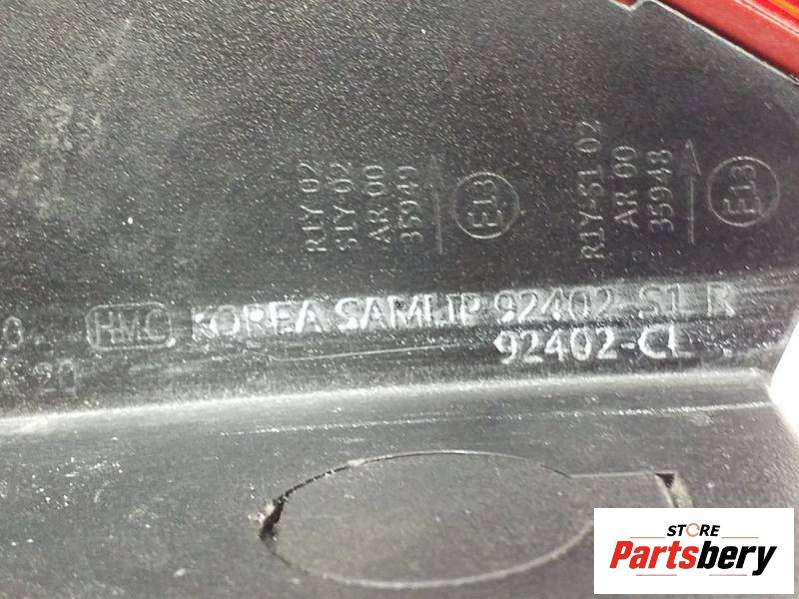 R1Y 02
S1Y-02
AR 00
35949
E13
R1Y-S1 02
AR 00
35948
E13
HMC KOREA SAMLIP 92402-S1 R
92402-CL
20
STORE
Partsbery